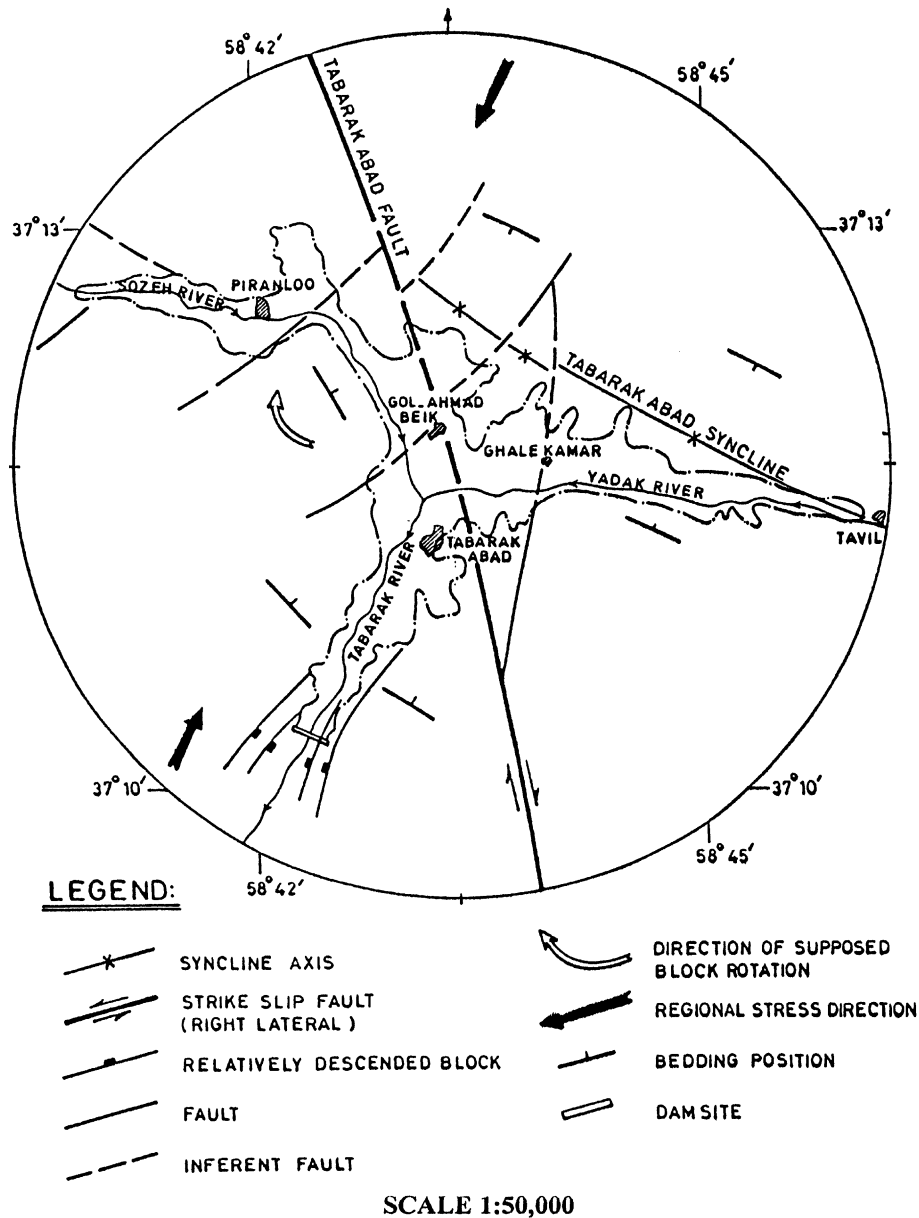 58° 42'
58° 45'
37° 13'
37° 13'
TABARAK ABAD FAULT
SOZEH RIVER
PIRANLOO
GOL AHMAD
BEIK
GHALE KAMAR
TABARAK ABAD SYNCLINE
YADAK RIVER
TAVIL
TABARAK
ABAD
TABARAK RIVER
37° 10'
37° 10'
58° 42'
58° 45'
LEGEND:
SYNCLINE AXIS
STRIKE SLIP FAULT
(RIGHT LATERAL)
RELATIVELY DESCENDED BLOCK
FAULT
INFERENT FAULT
DIRECTION OF SUPPOSED
BLOCK ROTATION
REGIONAL STRESS DIRECTION
BEDDING POSITION
DAM SITE
SCALE 1:50,000